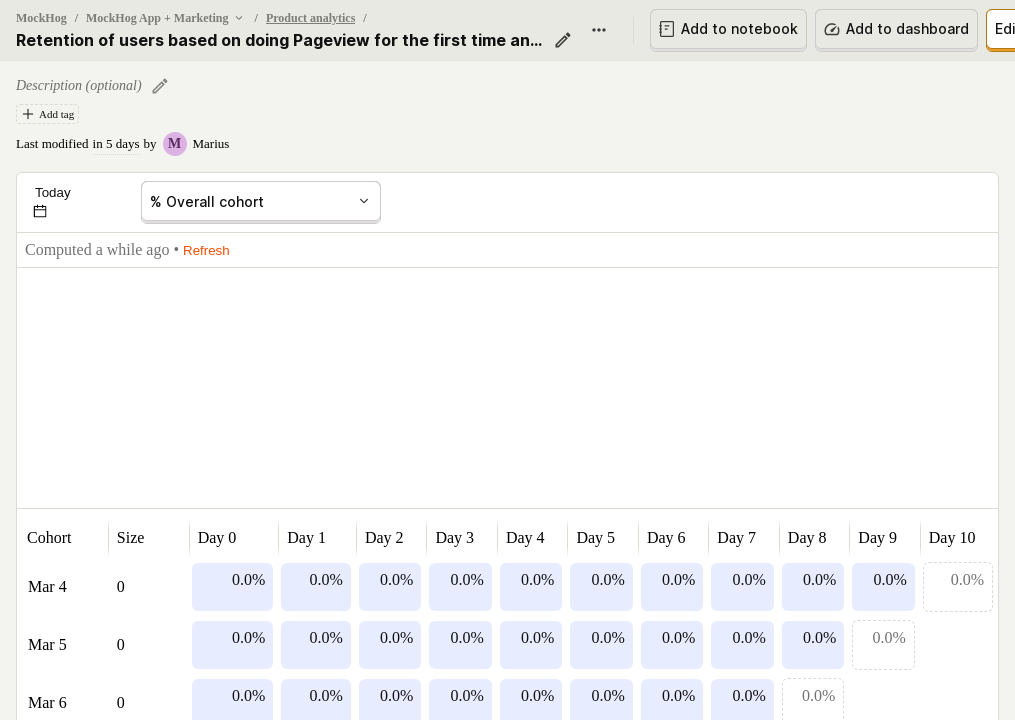 MockHog / MockHog App + Marketing / Product analytics /
Retention of users based on doing Pageview for the first time an...
Add to notebook
Add to dashboard
Edi
Description (optional)
Add tag
Last modified in 5 days by M Marius
Today
% Overall cohort
Computed a while ago • Refresh
Cohort Size Day 0 Day 1 Day 2 Day 3 Day 4 Day 5 Day 6 Day 7 Day 8 Day 9 Day 10
Mar 4 0 0.0% 0.0% 0.0% 0.0% 0.0% 0.0% 0.0% 0.0% 0.0% 0.0% 0.0%
Mar 5 0 0.0% 0.0% 0.0% 0.0% 0.0% 0.0% 0.0% 0.0% 0.0% 0.0%
Mar 6 0 0.0% 0.0% 0.0% 0.0% 0.0% 0.0% 0.0% 0.0% 0.0%